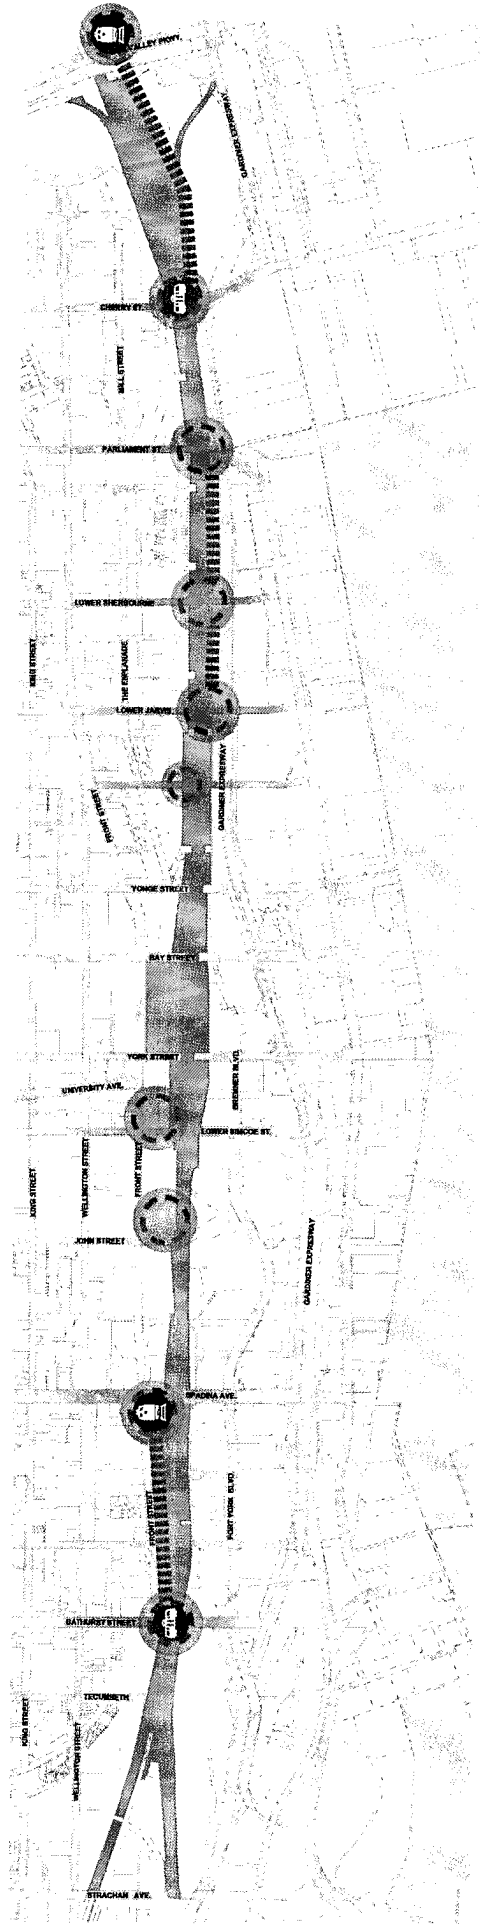 VALLEY PKWY.
GARDINER EXPRESWAY
CHERRY ST.
MILL STREET
PARLIAMENT ST.
LOWER SHERBOURNE
KING STREET
THE ESPLANADE
LOWER JARVIS
GARDINER EXPRESWAY
FRONT STREET
YONGE STREET
BAY STREET
YORK STREET
BREMNER BLVD.
UNIVERSITY AVE.
LOWER SIMCOE ST.
FRONT STREET
WELLINGTON STREET
KING STREET
JOHN STREET
GARDINER EXPRESWAY
SPADINA AVE.
FRONT STREET
FORT YORK BLVD.
BATHURST STREET
TECUMSETH
KING STREET
WELLINGTON STREET
STRACHAN AVE.